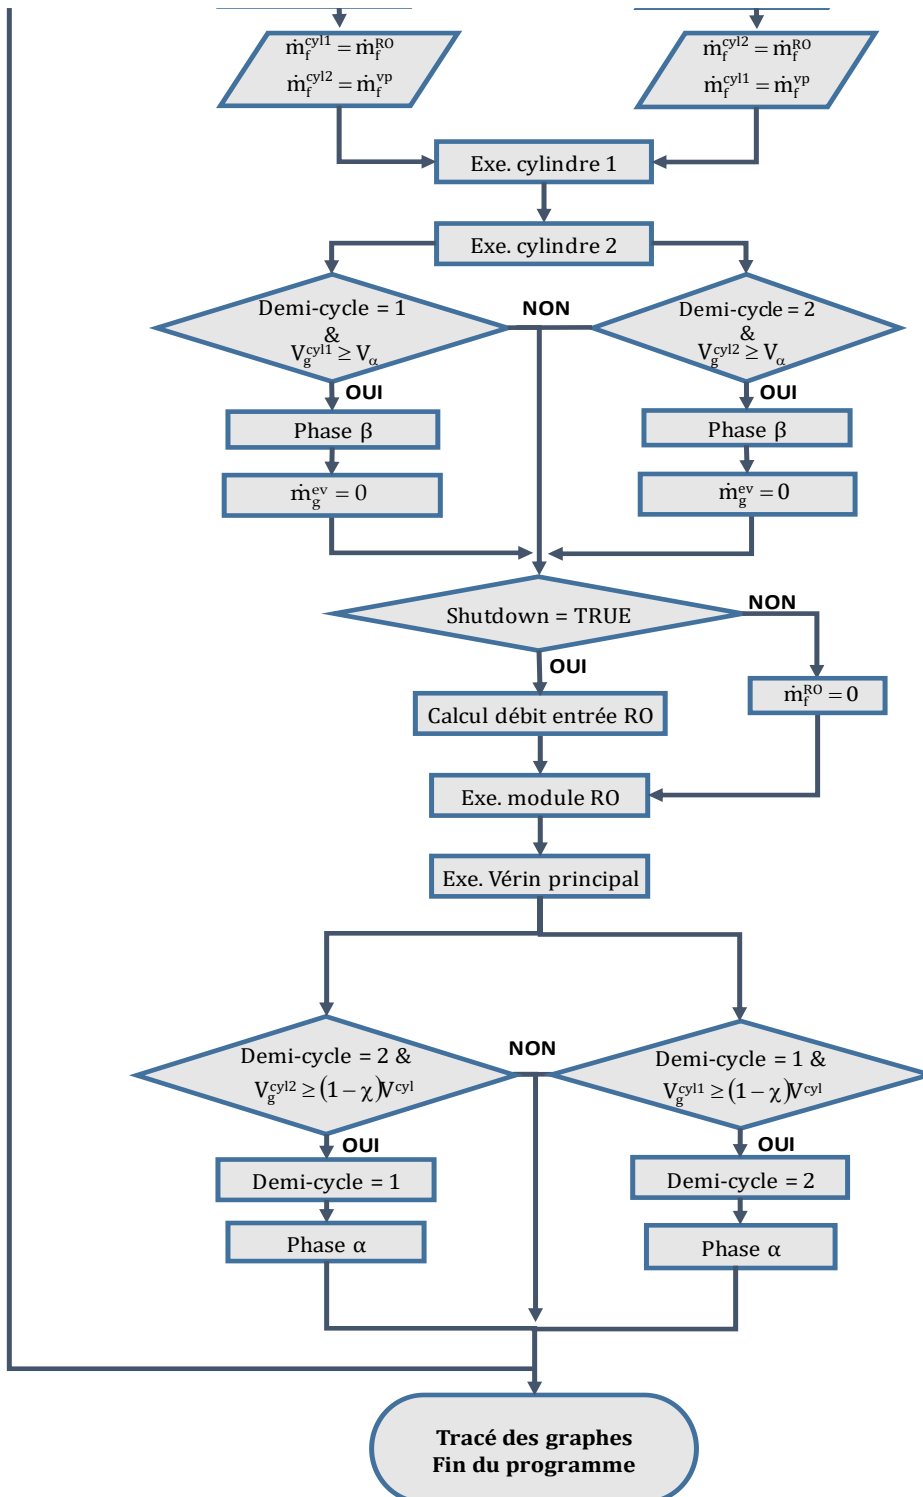 ṁ_f^cyl1 = ṁ_f^RO
ṁ_f^cyl2 = ṁ_f^vp
ṁ_f^cyl2 = ṁ_f^RO
ṁ_f^cyl1 = ṁ_f^vp
Exe. cylindre 1
Exe. cylindre 2
Demi-cycle = 1
&
V_g^cyl1 ≥ V_α
NON
Demi-cycle = 2
&
V_g^cyl2 ≥ V_α
OUI
OUI
Phase β
Phase β
ṁ_g^ev = 0
ṁ_g^ev = 0
Shutdown = TRUE
NON
OUI
ṁ_f^RO = 0
Calcul débit entrée RO
Exe. module RO
Exe. Vérin principal
Demi-cycle = 2 &
V_g^cyl2 ≥ (1 − χ)V^cyl
NON
Demi-cycle = 1 &
V_g^cyl1 ≥ (1 − χ)V^cyl
OUI
OUI
Demi-cycle = 1
Demi-cycle = 2
Phase α
Phase α
Tracé des graphes
Fin du programme